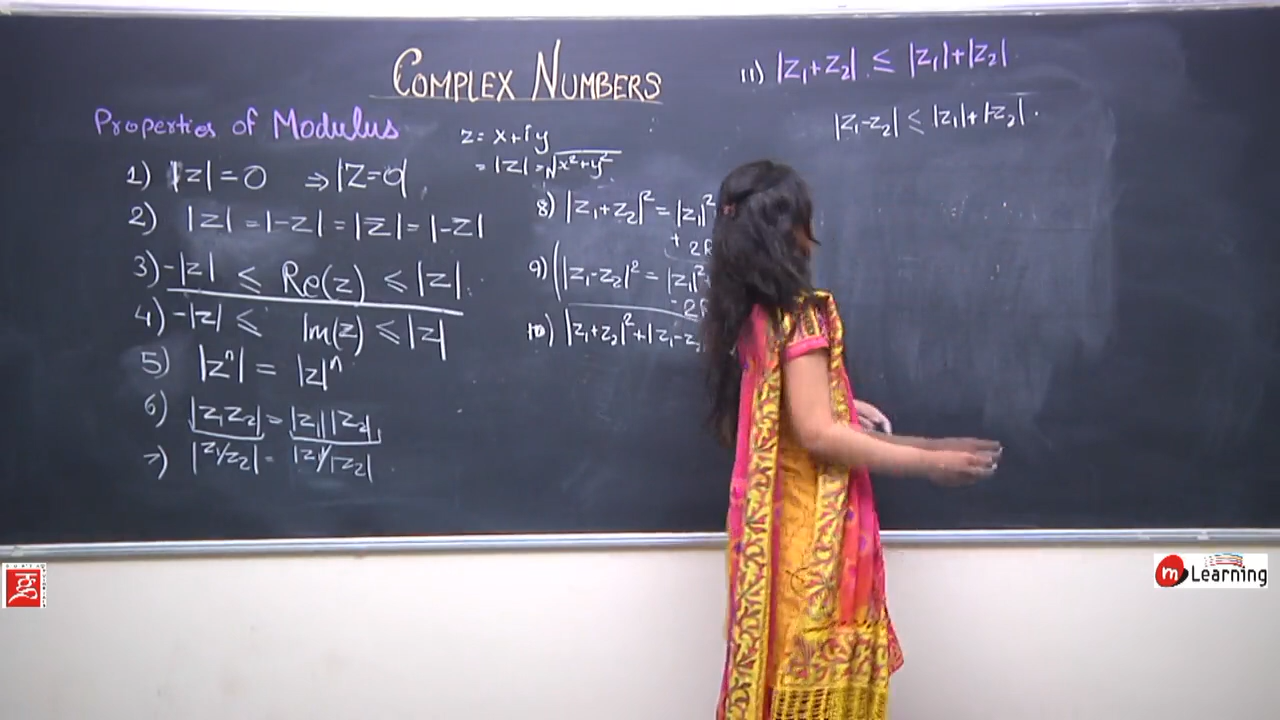 COMPLEX NUMBERS
Properties of Modulus
z = x+iy
= |z| = √x²+y²
1) |z| = 0 ⇒ |z=0|
2) |z| = |-z| = |z| = |-z|
3) -|z| ≤ Re(z) ≤ |z|
4) -|z| ≤ Im(z) ≤ |z|
5) |zⁿ| = |z|ⁿ
6) |z₁z₂| = |z₁||z₂|
7) |z₁/z₂| = |z₁|/|z₂|
8) |z₁+z₂|² = |z₁|²
+ 2R
9) (|z₁-z₂|² = |z₁|²+
- 2R
10) |z₁+z₂|²+|z₁-z₂
11) |z₁+z₂| ≤ |z₁|+|z₂|
|z₁-z₂| ≤ |z₁|+|-z₂|.
m Learning